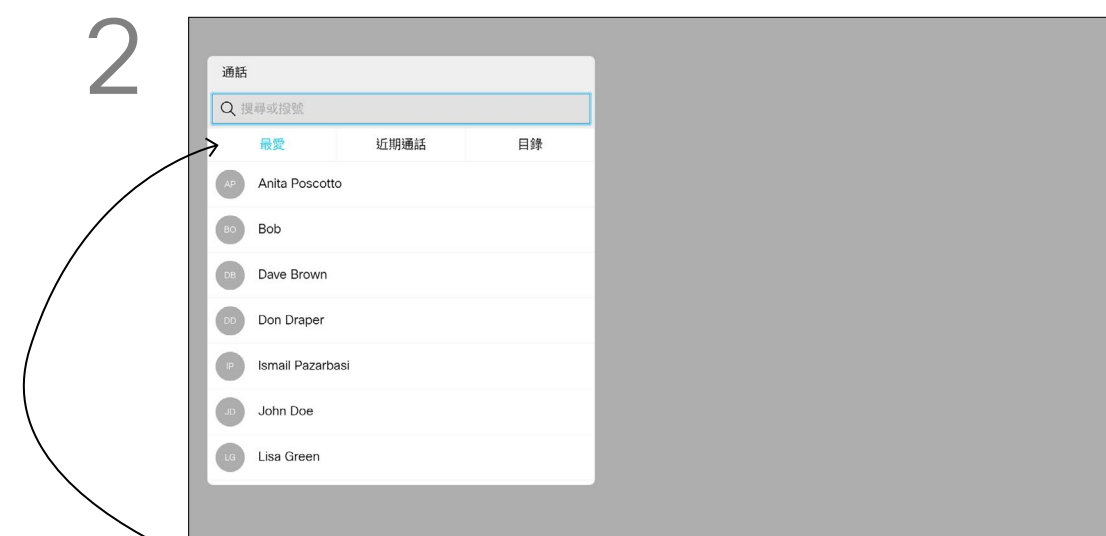 2
通話
搜尋或撥號
最愛 近期通話 目錄
AP Anita Poscotto
BO Bob
DB Dave Brown
DD Don Draper
IP Ismail Pazarbasi
JD John Doe
LG Lisa Green